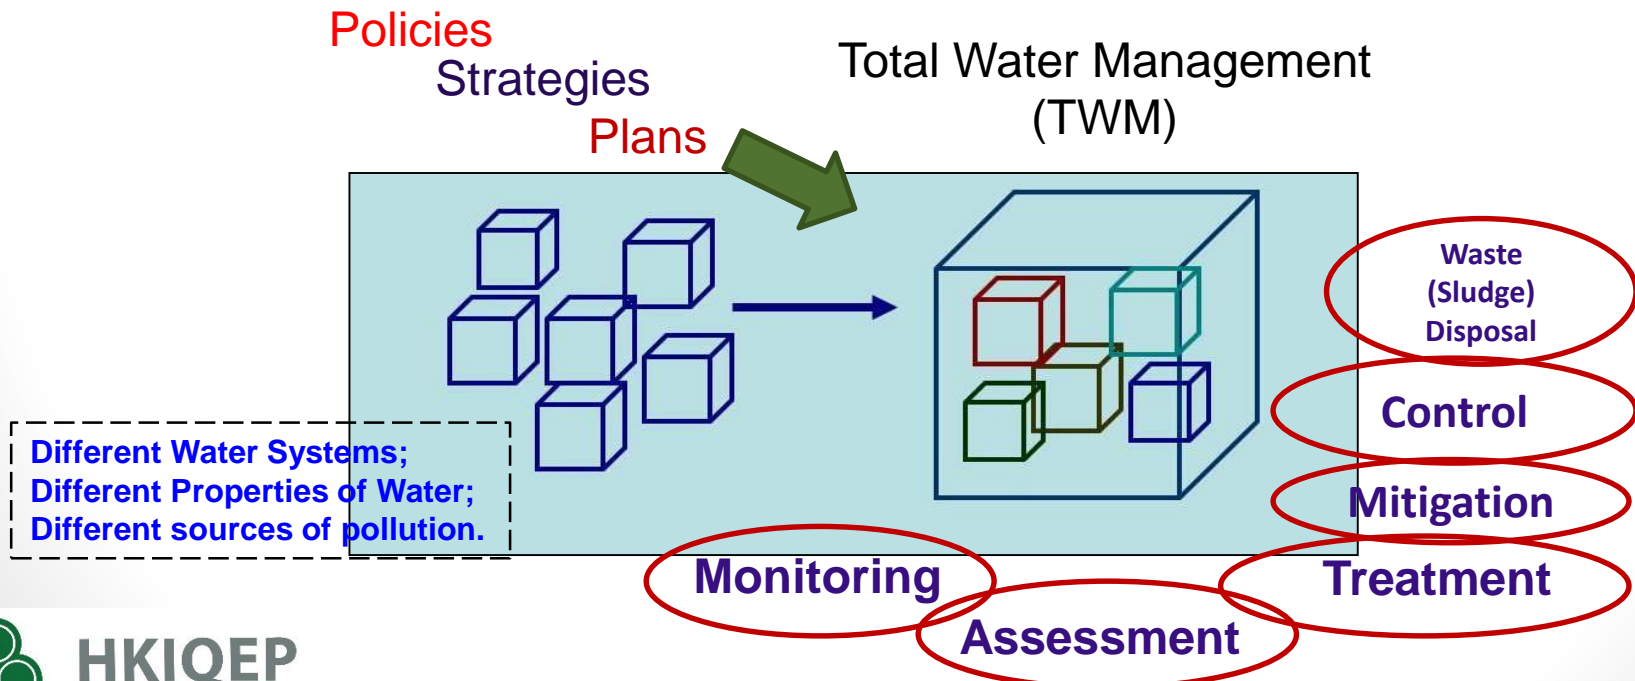 Policies
Strategies
Plans
Total Water Management
(TWM)
Waste
(Sludge)
Disposal
Control
Mitigation
Treatment
Assessment
Monitoring
Different Water Systems;
Different Properties of Water;
Different sources of pollution.
HKIQEP